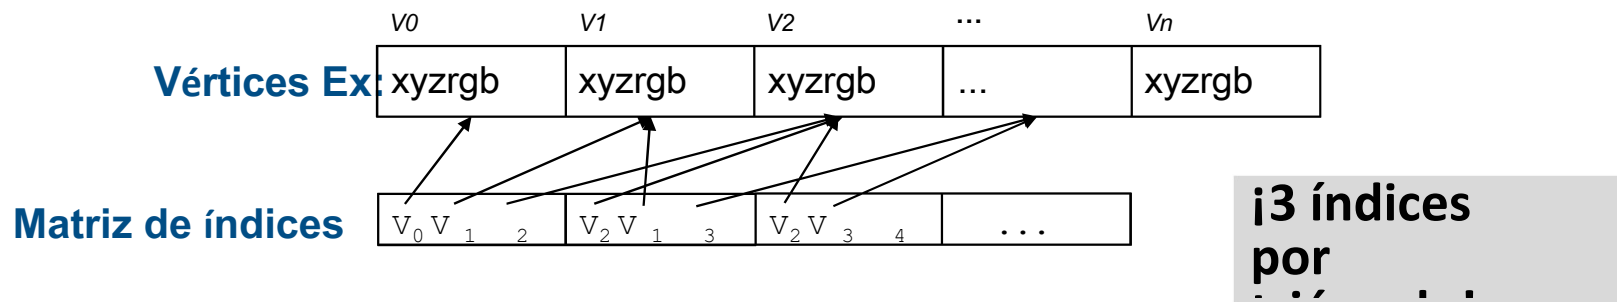 V0 V1 V2 ... Vn
Vértices Ex: xyzrgb xyzrgb xyzrgb ... xyzrgb
Matriz de índices V0 V 1 2 V2 V 1 3 V2 V 3 4 ...
¡3 índices
por